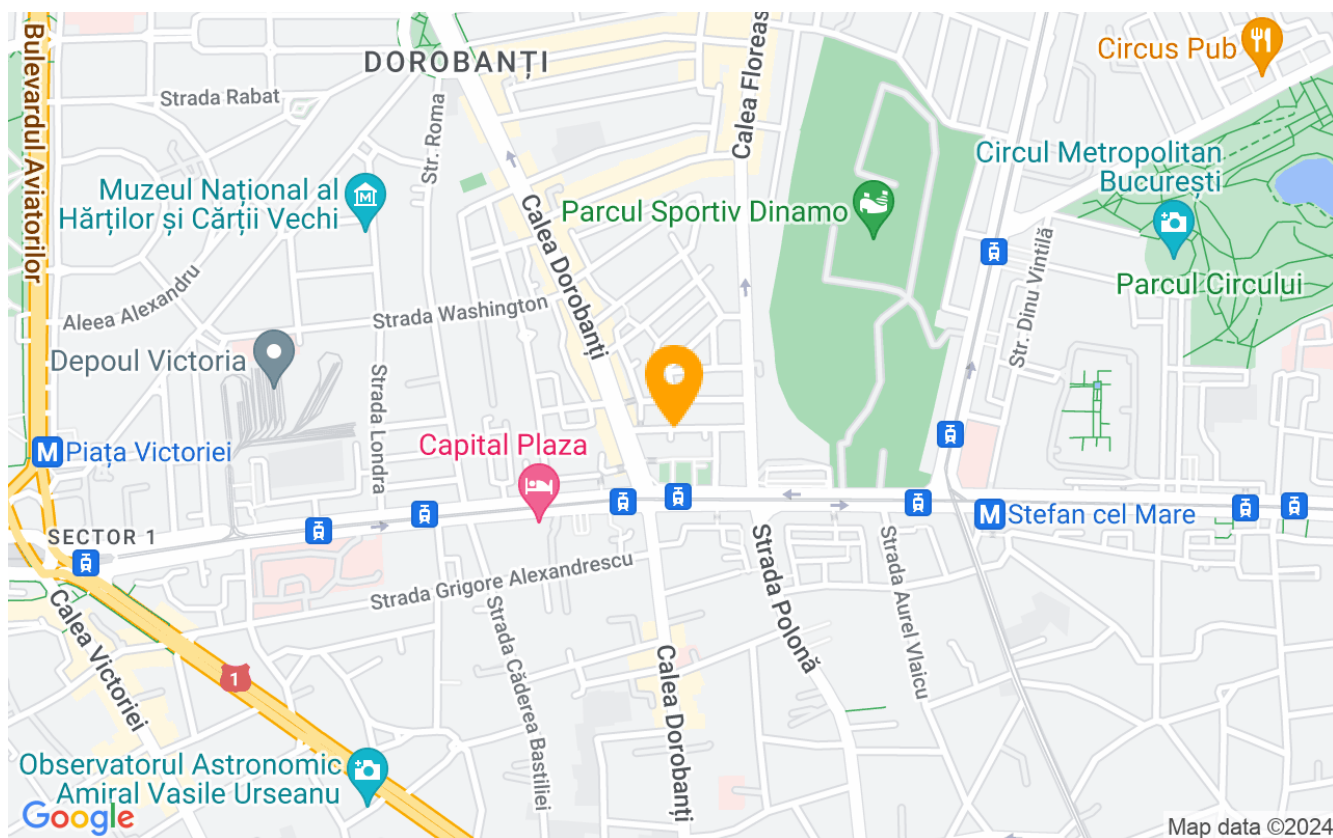 Bulevardul Aviatorilor
DOROBANȚI
Calea Floreas
Circus Pub
Strada Rabat
Str. Roma
Muzeul Național al
Hărților și Cărții Vechi
Circul Metropolitan
București
Parcul Sportiv Dinamo
Calea Dorobanți
Str. Dinu Vintilă
Parcul Circului
Aleea Alexandru
Strada Washington
Depoul Victoria
Strada Londra
M
Piața Victoriei
Capital Plaza
M
Stefan cel Mare
SECTOR 1
Strada Grigore Alexandrescu
Strada Polonă
Strada Aurel Vlaicu
Calea Victoriei
Strada Căderea Bastiliei
Calea Dorobanți
1
Observatorul Astronomic
Amiral Vasile Urseanu
Google
Map data ©2024